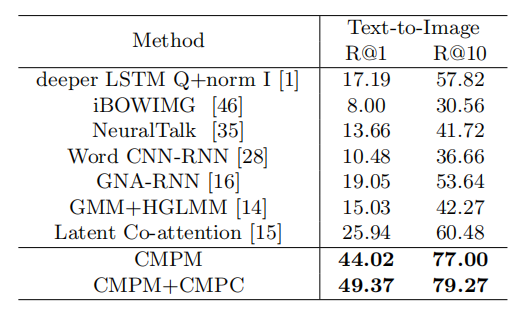 Method Text-to-Image
R@1 R@10
deeper LSTM Q+norm I [1] 17.19 57.82
iBOWIMG [46] 8.00 30.56
NeuralTalk [35] 13.66 41.72
Word CNN-RNN [28] 10.48 36.66
GNA-RNN [16] 19.05 53.64
GMM+HGLMM [14] 15.03 42.27
Latent Co-attention [15] 25.94 60.48
CMPM 44.02 77.00
CMPM+CMPC 49.37 79.27